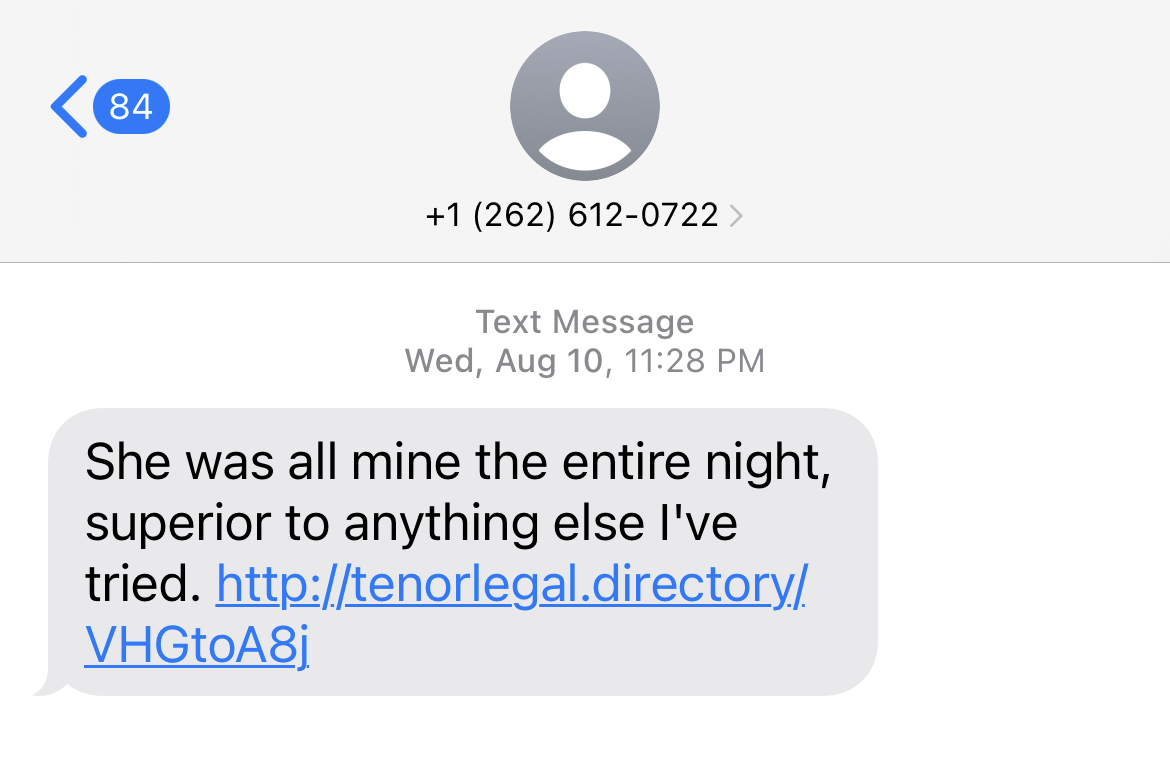 84
+1 (262) 612-0722
Text Message
Wed, Aug 10, 11:28 PM
She was all mine the entire night,
superior to anything else I've
tried. http://tenorlegal.directory/
VHGtoA8j